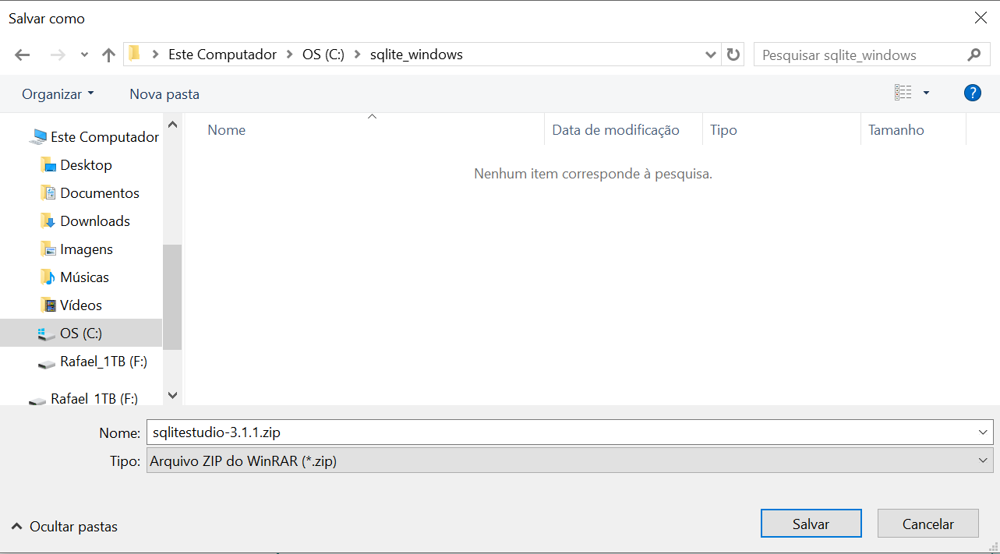 Salvar como
Este Computador OS (C:) sqlite_windows
Pesquisar sqlite_windows
Organizar Nova pasta
?
Nome Data de modificação Tipo Tamanho
Nenhum item corresponde à pesquisa.
Este Computador
Desktop
Documentos
Downloads
Imagens
Músicas
Vídeos
OS (C:)
Rafael_1TB (F:)
Rafael_1TB (F:)
Nome: sqlitestudio-3.1.1.zip
Tipo: Arquivo ZIP do WinRAR (*.zip)
Ocultar pastas
Salvar Cancelar